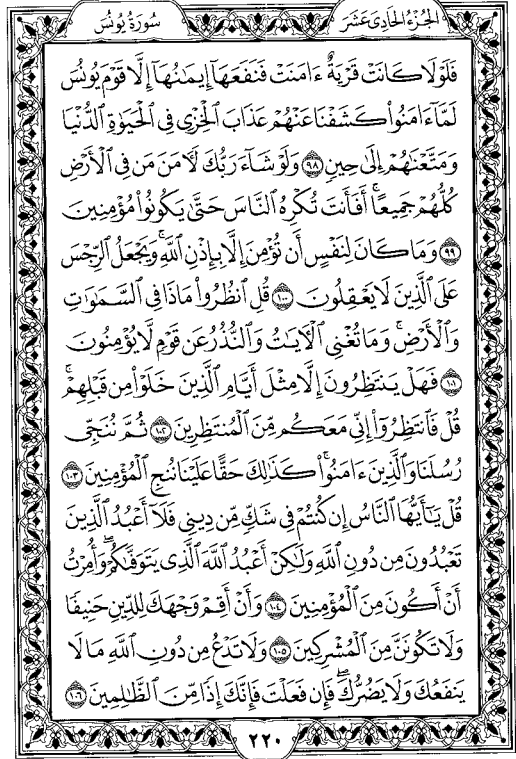 الجُزْءُ الحَادِى عَشَرَ
سُورَةُ يُونُسَ
فَلَوْلَا كَانَتْ قَرْيَةٌ ءَامَنَتْ فَنَفَعَهَآ إِيمَٰنُهَآ إِلَّا قَوْمَ يُونُسَ
لَمَّآ ءَامَنُوا۟ كَشَفْنَا عَنْهُمْ عَذَابَ ٱلْخِزْىِ فِى ٱلْحَيَوٰةِ ٱلدُّنْيَا
وَمَتَّعْنَٰهُمْ إِلَىٰ حِينٍ ٩٨ وَلَوْ شَآءَ رَبُّكَ لَءَامَنَ مَن فِى ٱلْأَرْضِ
كُلُّهُمْ جَمِيعًا ۚ أَفَأَنتَ تُكْرِهُ ٱلنَّاسَ حَتَّىٰ يَكُونُوا۟ مُؤْمِنِينَ
٩٩ وَمَا كَانَ لِنَفْسٍ أَن تُؤْمِنَ إِلَّا بِإِذْنِ ٱللَّهِ ۚ وَيَجْعَلُ ٱلرِّجْسَ
عَلَى ٱلَّذِينَ لَا يَعْقِلُونَ ١٠٠ قُلِ ٱنظُرُوا۟ مَاذَا فِى ٱلسَّمَٰوَٰتِ
وَٱلْأَرْضِ ۚ وَمَا تُغْنِى ٱلْءَايَٰتُ وَٱلنُّذُرُ عَن قَوْمٍ لَّا يُؤْمِنُونَ
١٠١ فَهَلْ يَنتَظِرُونَ إِلَّا مِثْلَ أَيَّامِ ٱلَّذِينَ خَلَوْا۟ مِن قَبْلِهِمْ ۚ
قُلْ فَٱنتَظِرُوٓا۟ إِنِّى مَعَكُم مِّنَ ٱلْمُنتَظِرِينَ ١٠٢ ثُمَّ نُنَجِّى
رُسُلَنَا وَٱلَّذِينَ ءَامَنُوا۟ ۚ كَذَٰلِكَ حَقًّا عَلَيْنَا نُنجِ ٱلْمُؤْمِنِينَ ١٠٣
قُلْ يَٰٓأَيُّهَا ٱلنَّاسُ إِن كُنتُمْ فِى شَكٍّ مِّن دِينِى فَلَآ أَعْبُدُ ٱلَّذِينَ
تَعْبُدُونَ مِن دُونِ ٱللَّهِ وَلَٰكِنْ أَعْبُدُ ٱللَّهَ ٱلَّذِى يَتَوَفَّىٰكُمْ ۖ وَأُمِرْتُ
أَنْ أَكُونَ مِنَ ٱلْمُؤْمِنِينَ ١٠٤ وَأَنْ أَقِمْ وَجْهَكَ لِلدِّينِ حَنِيفًا
وَلَا تَكُونَنَّ مِنَ ٱلْمُشْرِكِينَ ١٠٥ وَلَا تَدْعُ مِن دُونِ ٱللَّهِ مَا لَا
يَنفَعُكَ وَلَا يَضُرُّكَ ۖ فَإِن فَعَلْتَ فَإِنَّكَ إِذًا مِّنَ ٱلظَّٰلِمِينَ ١٠٦
٢٢٠